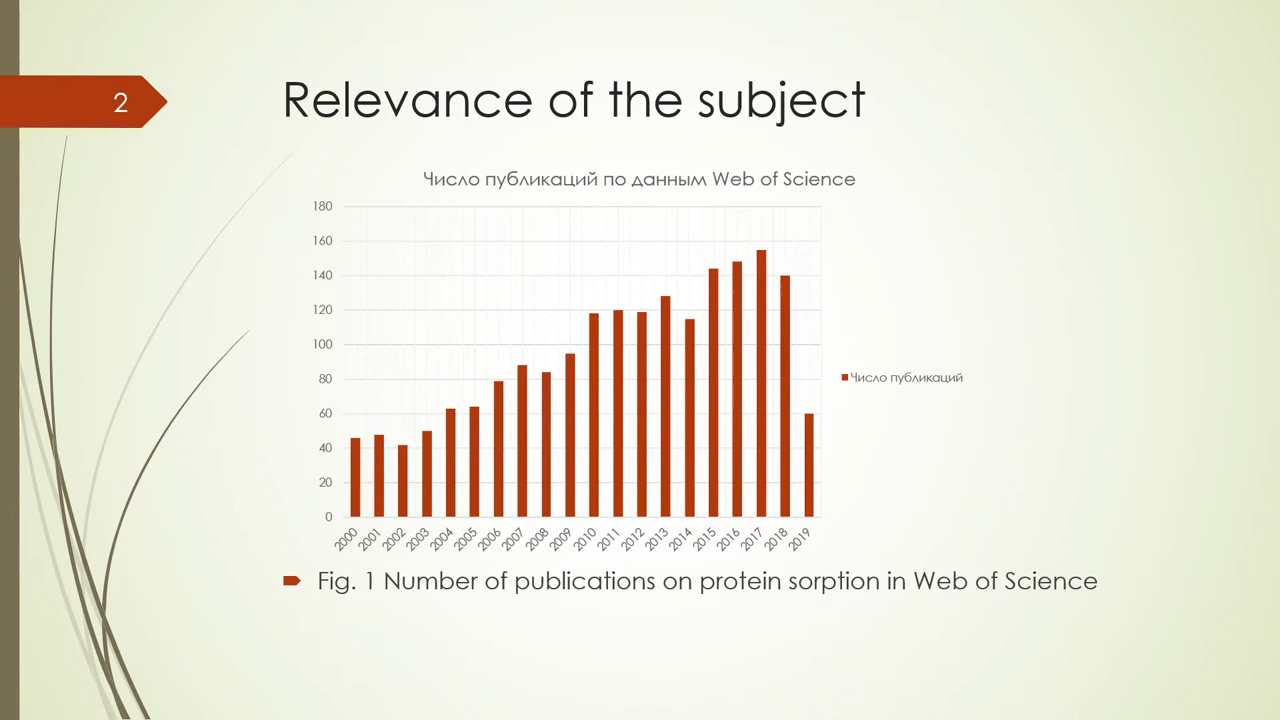 2
Relevance of the subject
Число публикаций по данным Web of Science
180
160
140
120
100
80
60
40
20
0
2000 2001 2002 2003 2004 2005 2006 2007 2008 2009 2010 2011 2012 2013 2014 2015 2016 2017 2018 2019
Число публикаций
Fig. 1 Number of publications on protein sorption in Web of Science